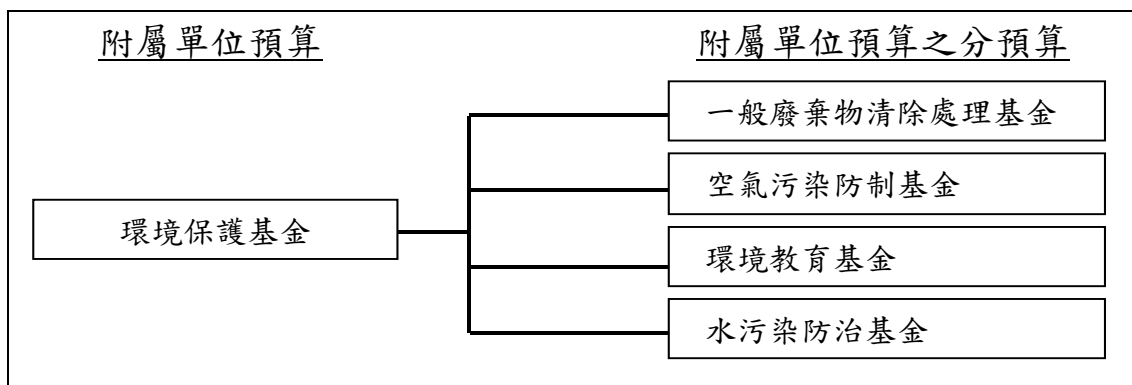 附屬單位預算
附屬單位預算之分預算
一般廢棄物清除處理基金
空氣污染防制基金
環境保護基金
環境教育基金
水污染防治基金